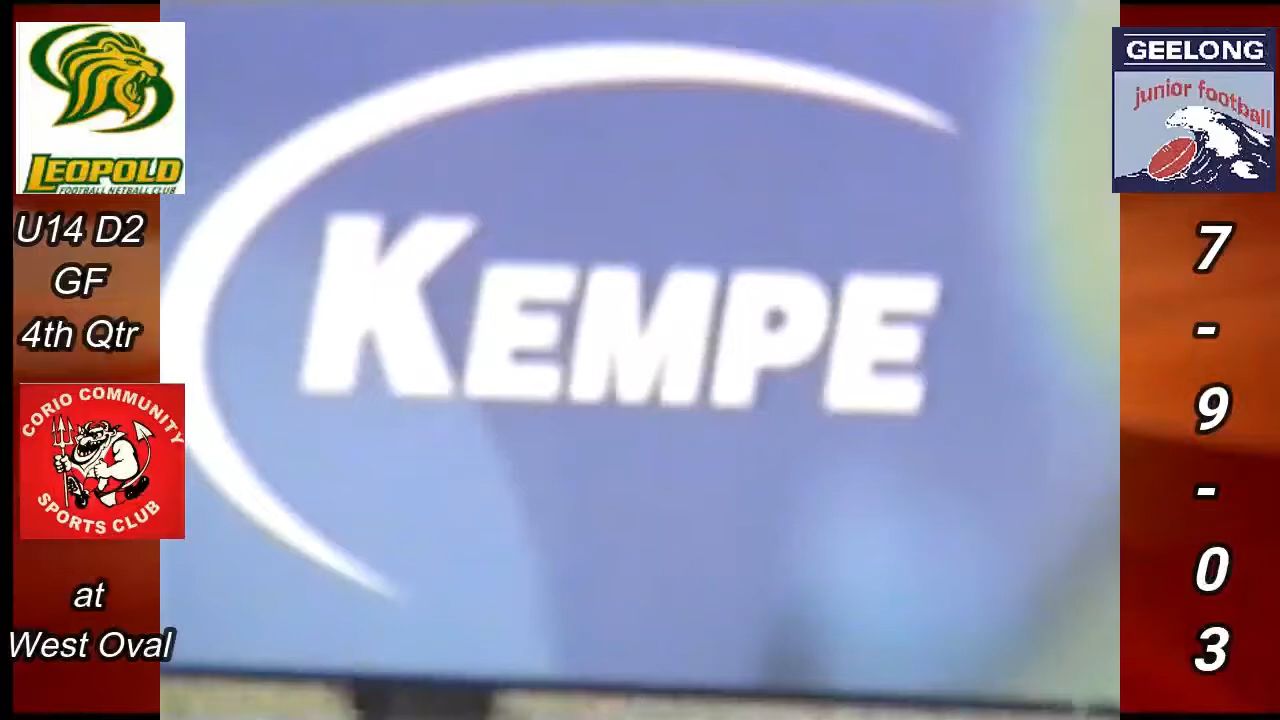 LEOPOLD
FOOTBALL NETBALL CLUB
U14 D2
GF
4th Qtr
CORIO COMMUNITY
SPORTS CLUB
at
West Oval
KEMPE
GEELONG
junior football
7
-
9
-
0
3